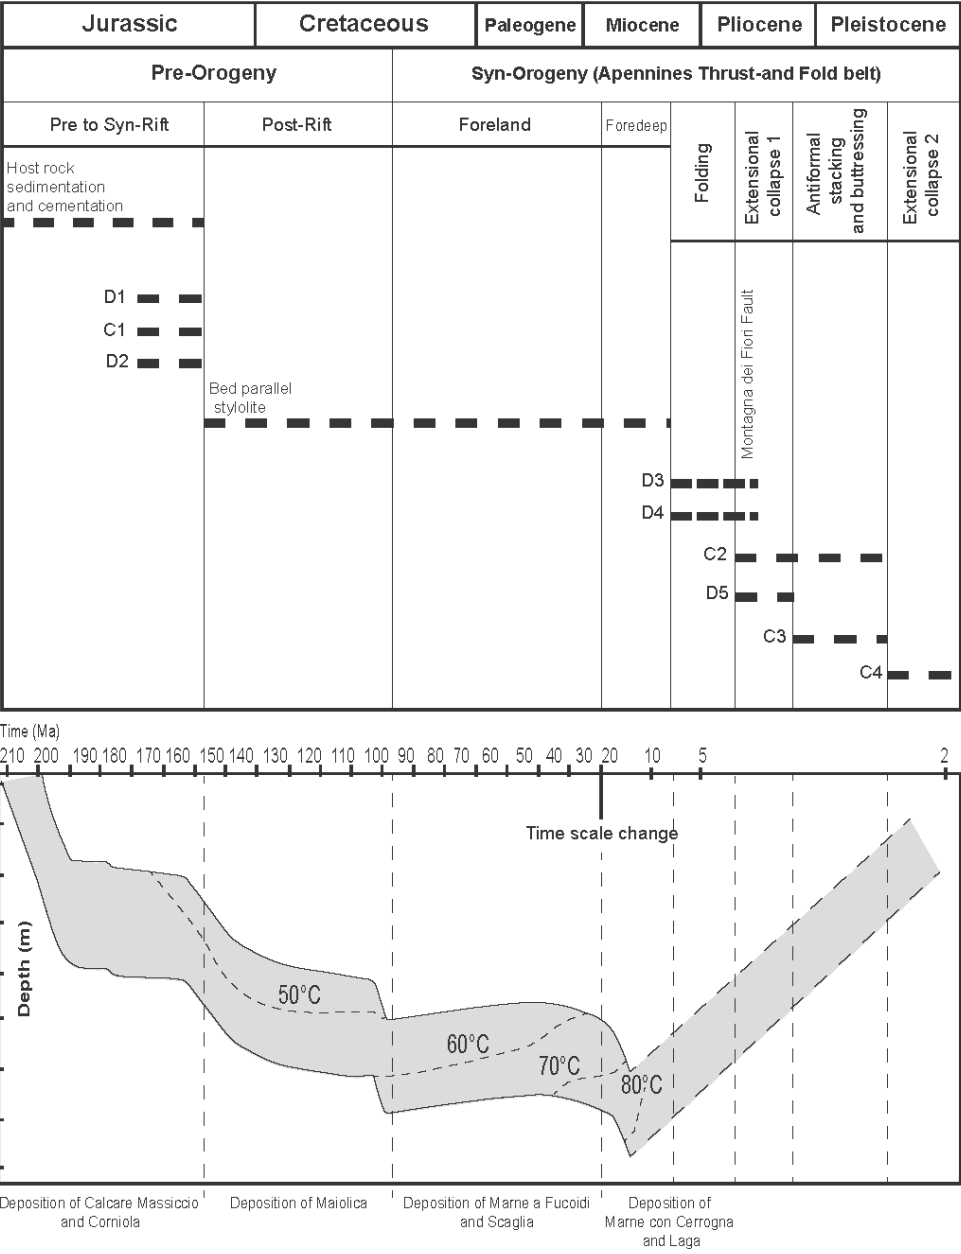 Jurassic Cretaceous Paleogene Miocene Pliocene Pleistocene
Pre-Orogeny Syn-Orogeny (Apennines Thrust-and Fold belt)
Pre to Syn-Rift Post-Rift Foreland Foredeep
Folding
Extensional
collapse 1
Antiformal
stacking
and buttressing
Extensional
collapse 2
Host rock
sedimentation
and cementation
D1
C1
D2
Bed parallel
stylolite
Montagna dei Fiori Fault
D3
D4
C2
D5
C3
C4
Time (Ma)
210 200 190 180 170 160 150 140 130 120 110 100 90 80 70 60 50 40 30 20 10 5 2
Time scale change
Depth (m)
50°C
60°C
70°C
80°C
Deposition of Calcare Massiccio
and Corniola
Deposition of Maiolica
Deposition of Marne a Fucoidi
and Scaglia
Deposition of
Marne con Cerrogna
and Laga